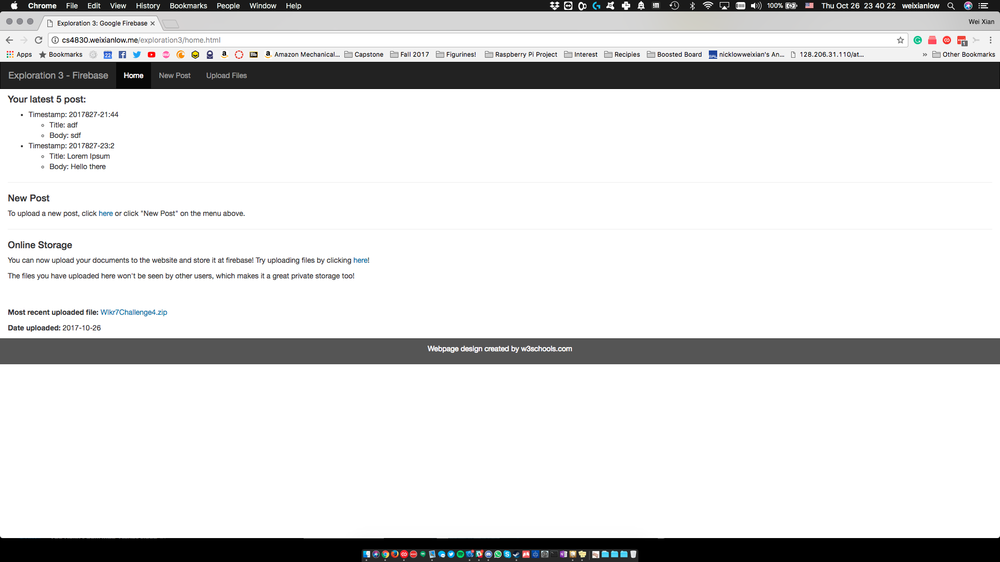 Chrome File Edit View History Bookmarks People Window Help 100% Thu Oct 26 23 40 22 weixianlow
Exploration 3: Google Firebase Wei Xian
cs4830.weixianlow.me/exploration3/home.html
Apps Bookmarks 22 Bb Amazon Mechanical... Capstone Fall 2017 Figurines! Raspberry Pi Project Interest Recipies Boosted Board nicklowweixian's An... 128.206.31.110/at... » Other Bookmarks
Exploration 3 - Firebase Home New Post Upload Files
Your latest 5 post:
Timestamp: 2017827-21:44
Title: adf
Body: sdf
Timestamp: 2017827-23:2
Title: Lorem Ipsum
Body: Hello there
New Post
To upload a new post, click here or click "New Post" on the menu above.
Online Storage
You can now upload your documents to the website and store it at firebase! Try uploading files by clicking here!
The files you have uploaded here won't be seen by other users, which makes it a great private storage too!
Most recent uploaded file: Wlkr7Challenge4.zip
Date uploaded: 2017-10-26
Webpage design created by w3schools.com